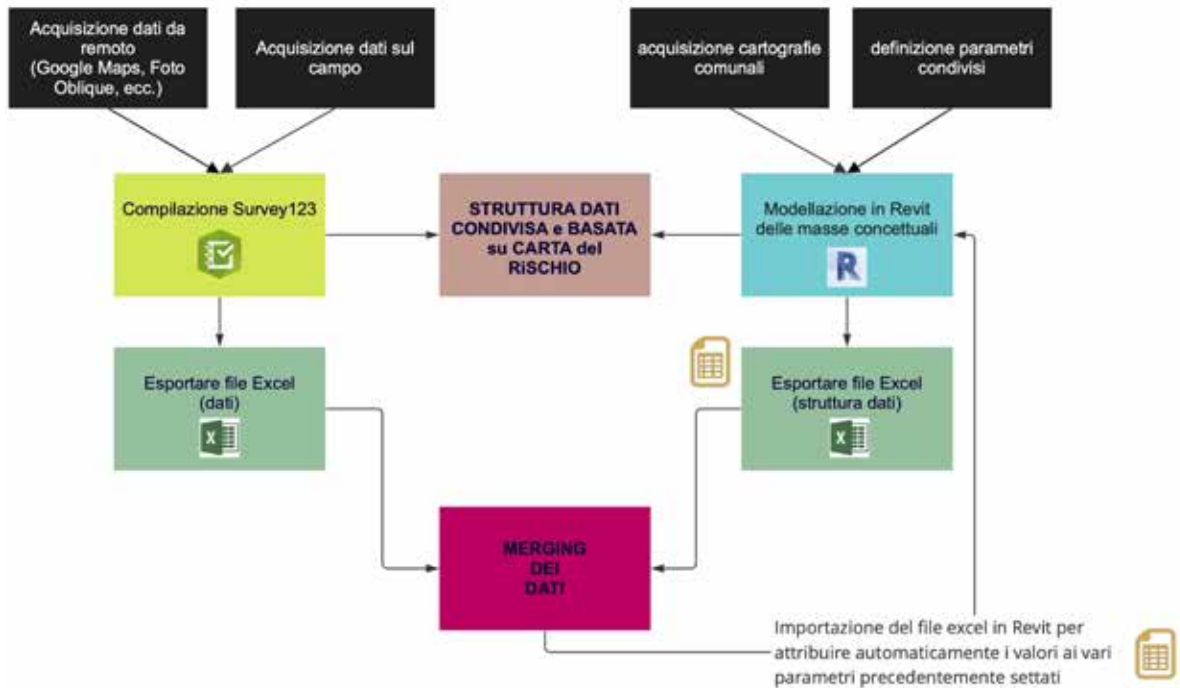 Acquisizione dati da
remoto
(Google Maps, Foto
Oblique, ecc.)
Acquisizione dati sul
campo
acquisizione cartografie
comunali
definizione parametri
condivisi
Compilazione Survey123
STRUTTURA DATI
CONDIVISA e BASATA
su CARTA del
RiSCHIO
Modellazione in Revit
delle masse concettuali
R
Esportare file Excel
(dati)
X
Esportare file Excel
(struttura dati)
X
MERGING
DEI
DATI
Importazione del file excel in Revit per
attribuire automaticamente i valori ai vari
parametri precedentemente settati